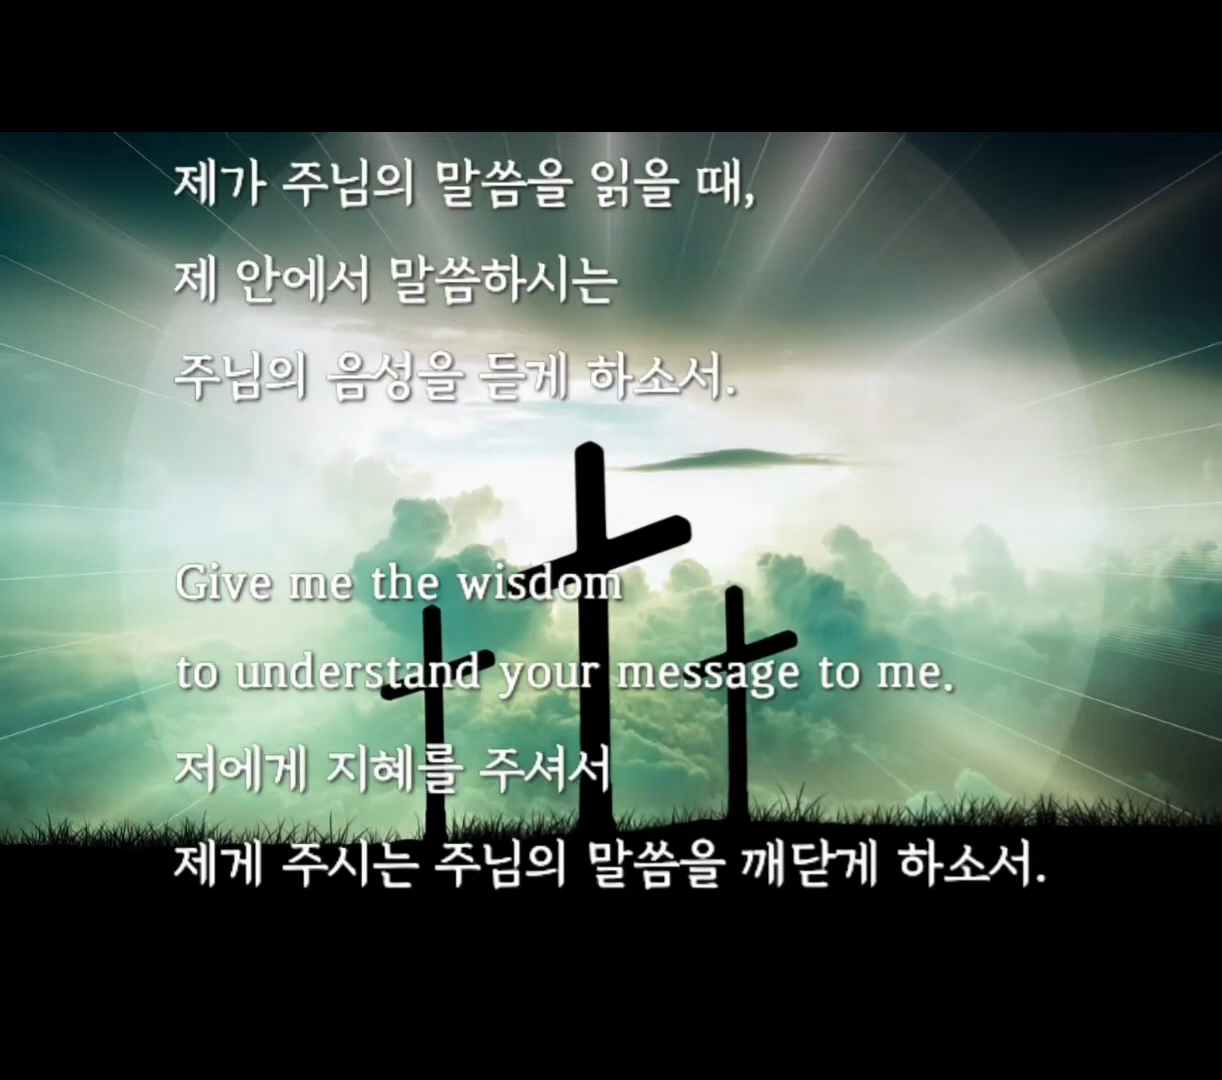 제가 주님의 말씀을 읽을 때,
제 안에서 말씀하시는
주님의 음성을 듣게 하소서.
Give me the wisdom
to understand your message to me.
저에게 지혜를 주셔서
제게 주시는 주님의 말씀을 깨닫게 하소서.